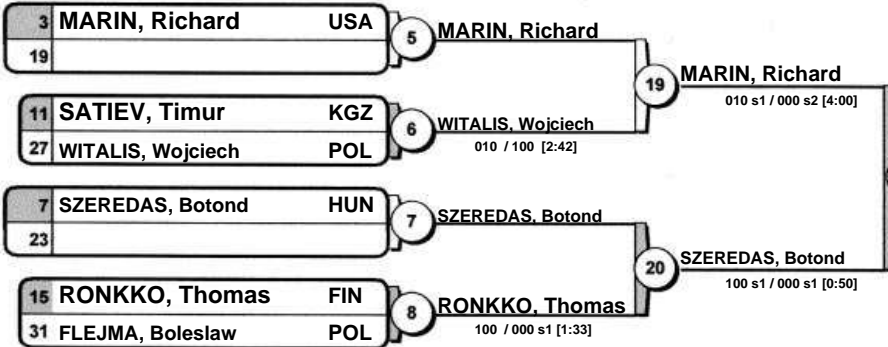 3 MARIN, Richard USA
19
5
MARIN, Richard
11 SATIEV, Timur KGZ
27 WITALIS, Wojciech POL
6
WITALIS, Wojciech
010 / 100 [2:42]
19
MARIN, Richard
010 s1 / 000 s2 [4:00]
7 SZEREDAS, Botond HUN
23
7
SZEREDAS, Botond
15 RONKKO, Thomas FIN
31 FLEJMA, Boleslaw POL
8
RONKKO, Thomas
100 / 000 s1 [1:33]
20
SZEREDAS, Botond
100 s1 / 000 s1 [0:50]